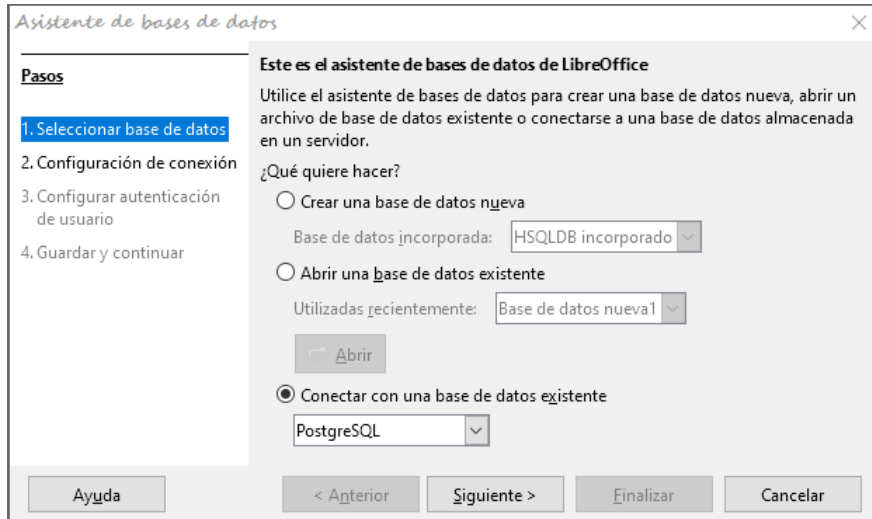 Asistente de bases de datos
Pasos
1. Seleccionar base de datos
2. Configuración de conexión
3. Configurar autenticación
de usuario
4. Guardar y continuar
Este es el asistente de bases de datos de LibreOffice
Utilice el asistente de bases de datos para crear una base de datos nueva, abrir un
archivo de base de datos existente o conectarse a una base de datos almacenada
en un servidor.
¿Qué quiere hacer?
Crear una base de datos nueva
Base de datos incorporada: HSQLDB incorporado
Abrir una base de datos existente
Utilizadas recientemente: Base de datos nueva1
Abrir
Conectar con una base de datos existente
PostgreSQL
Ayuda < Anterior Siguiente > Finalizar Cancelar